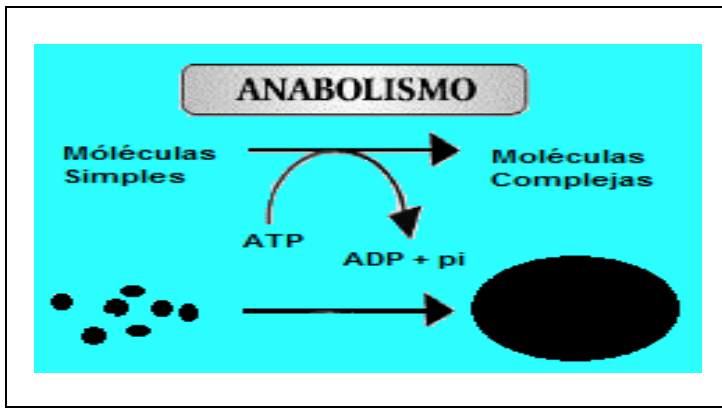 ANABOLISMO
Móléculas
Simples
Moléculas
Complejas
ATP
ADP + pi